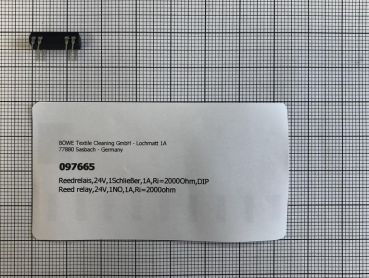 BÖWE Textile Cleaning GmbH - Lochmatt 1A
77880 Sasbach - Germany
097665
Reedrelais,24V,1Schließer,1A,Ri=2000Ohm,DIP
Reed relay,24V,1NO,1A,Ri=2000ohm